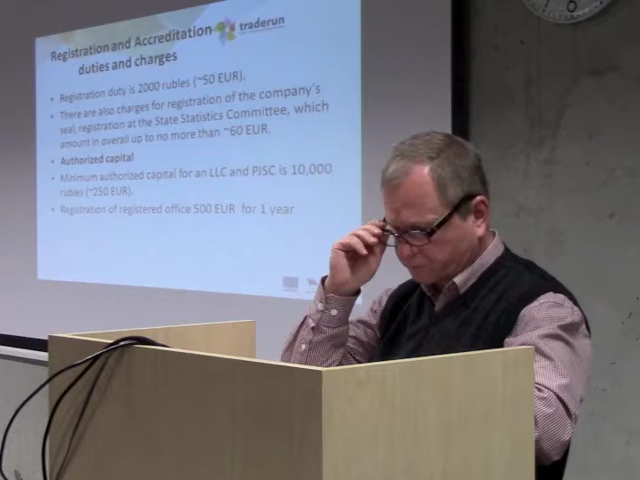 Registration and Accreditation
duties and charges
traderun
• Registration duty is 2000 rubles (~50 EUR).
• There are also charges for registration of the company's
seal, registration at the State Statistics Committee, which
amount in overall up to no more than ~60 EUR.
• Authorized capital
• Minimum authorized capital for an LLC and PJSC is 10,000
rubles (~250 EUR).
• Registration of registered office 500 EUR for 1 year